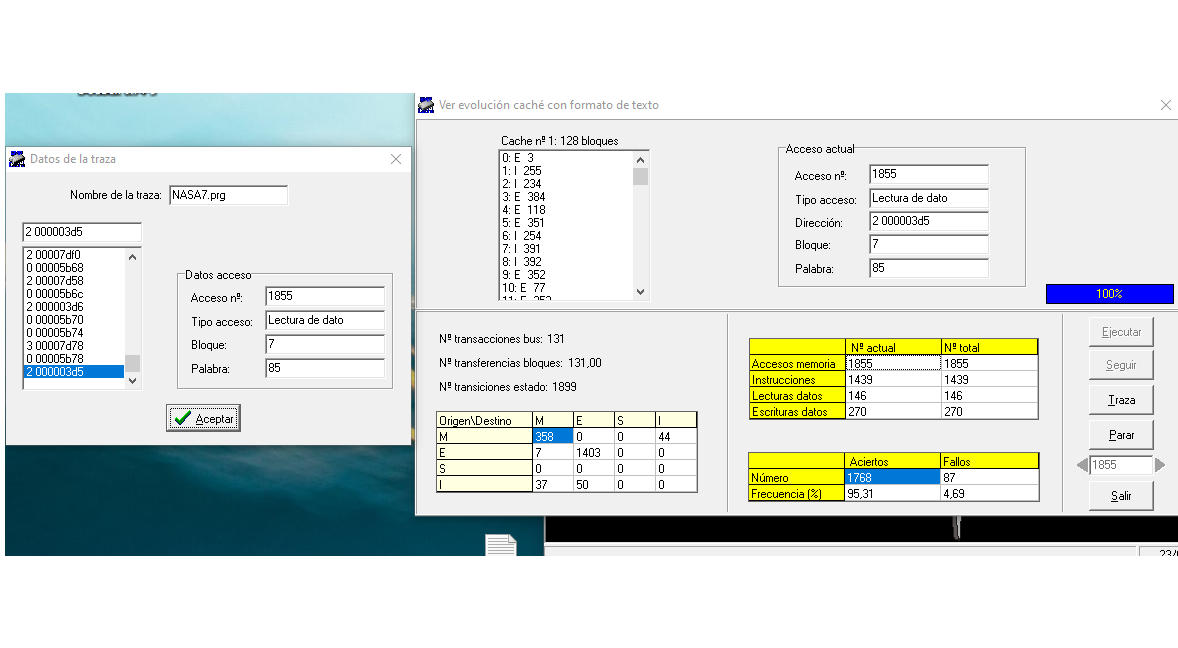 Datos de la traza
Nombre de la traza: NASA7.prg
2 000003d5
2 00007df0
0 00005b68
2 00007d58
0 00005b6c
2 000003d6
0 00005b70
0 00005b74
3 00007d78
0 00005b78
2 000003d5
Datos acceso
Acceso nº: 1855
Tipo acceso: Lectura de dato
Bloque: 7
Palabra: 85
Aceptar
Ver evolución caché con formato de texto
Cache nº 1: 128 bloques
0: E 3
1: I 255
2: I 234
3: E 384
4: E 118
5: E 351
6: I 254
7: I 391
8: I 392
9: E 352
10: E 77
Acceso actual
Acceso nº: 1855
Tipo acceso: Lectura de dato
Dirección: 2 000003d5
Bloque: 7
Palabra: 85
100%
Nº transacciones bus: 131
Nº transferencias bloques: 131,00
Nº transiciones estado: 1899
Origen\Destino M E S I
M 358 0 0 44
E 7 1403 0 0
S 0 0 0 0
I 37 50 0 0
Nº actual Nº total
Accesos memoria 1855 1855
Instrucciones 1439 1439
Lecturas datos 146 146
Escrituras datos 270 270
Aciertos Fallos
Número 1768 87
Frecuencia (%) 95,31 4,69
Ejecutar
Seguir
Traza
Parar
1855
Salir